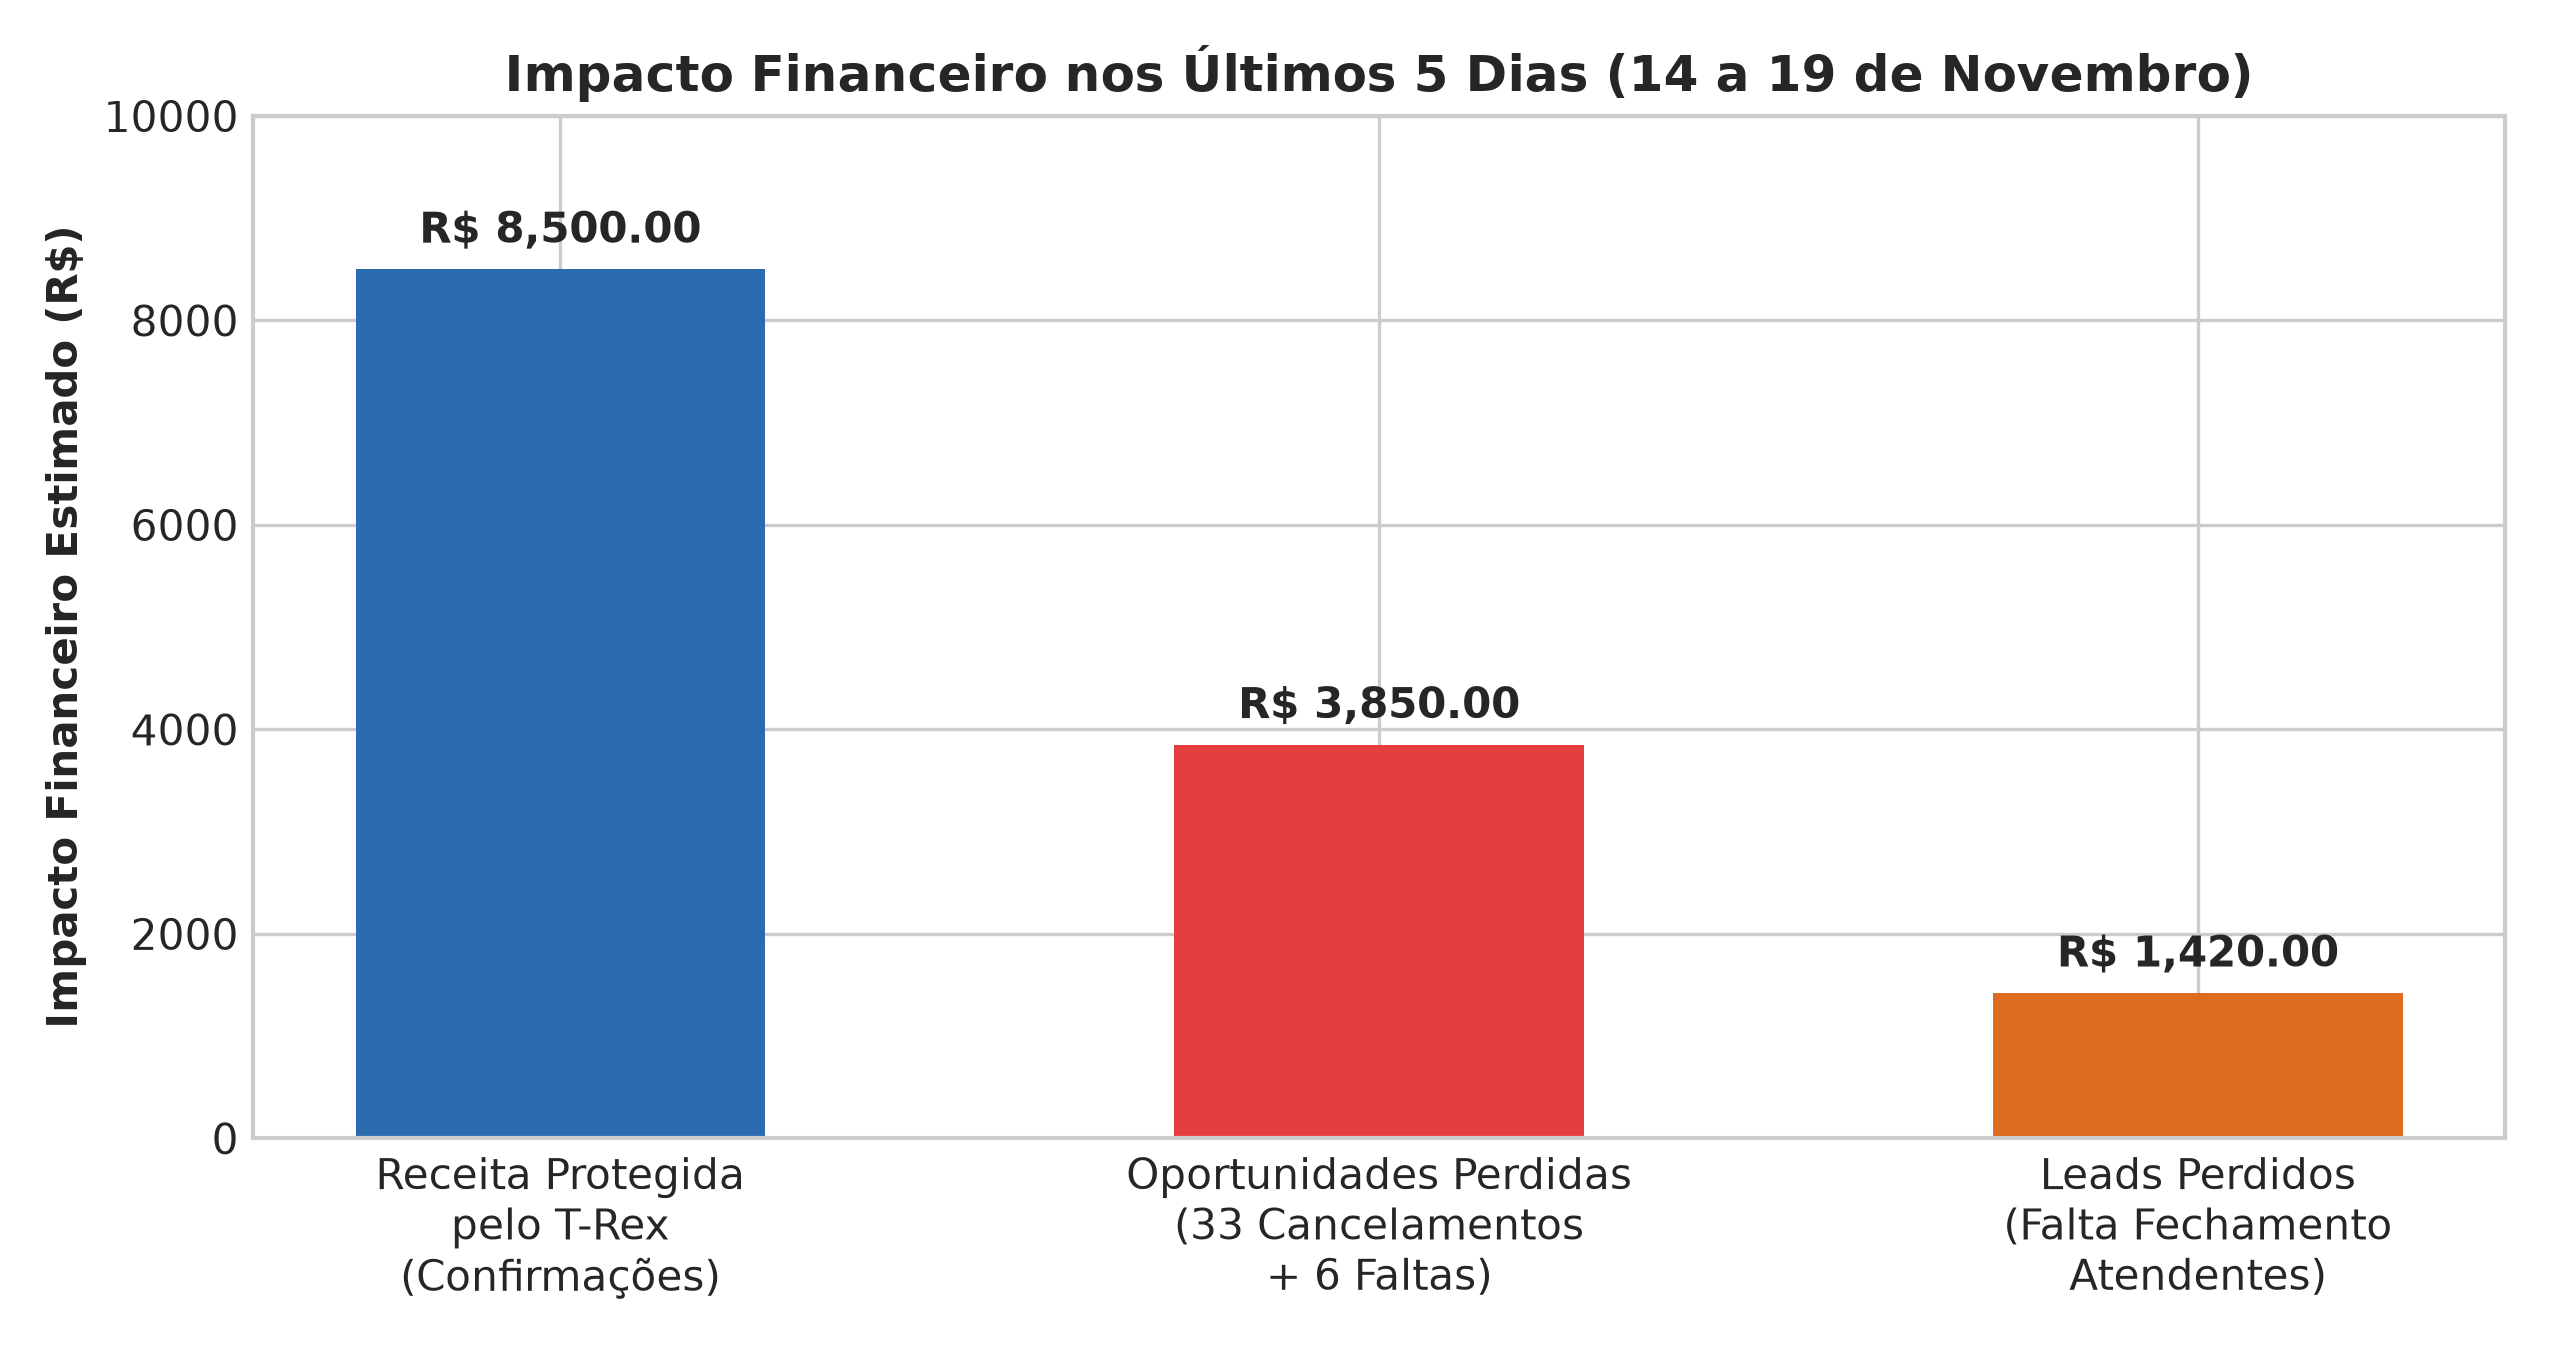 Impacto Financeiro nos Últimos 5 Dias (14 a 19 de Novembro)
Impacto Financeiro Estimado (R$)
10000
8000
6000
4000
2000
0
R$ 8,500.00
R$ 3,850.00
R$ 1,420.00
Receita Protegida
pelo T-Rex
(Confirmações)
Oportunidades Perdidas
(33 Cancelamentos
+ 6 Faltas)
Leads Perdidos
(Falta Fechamento
Atendentes)